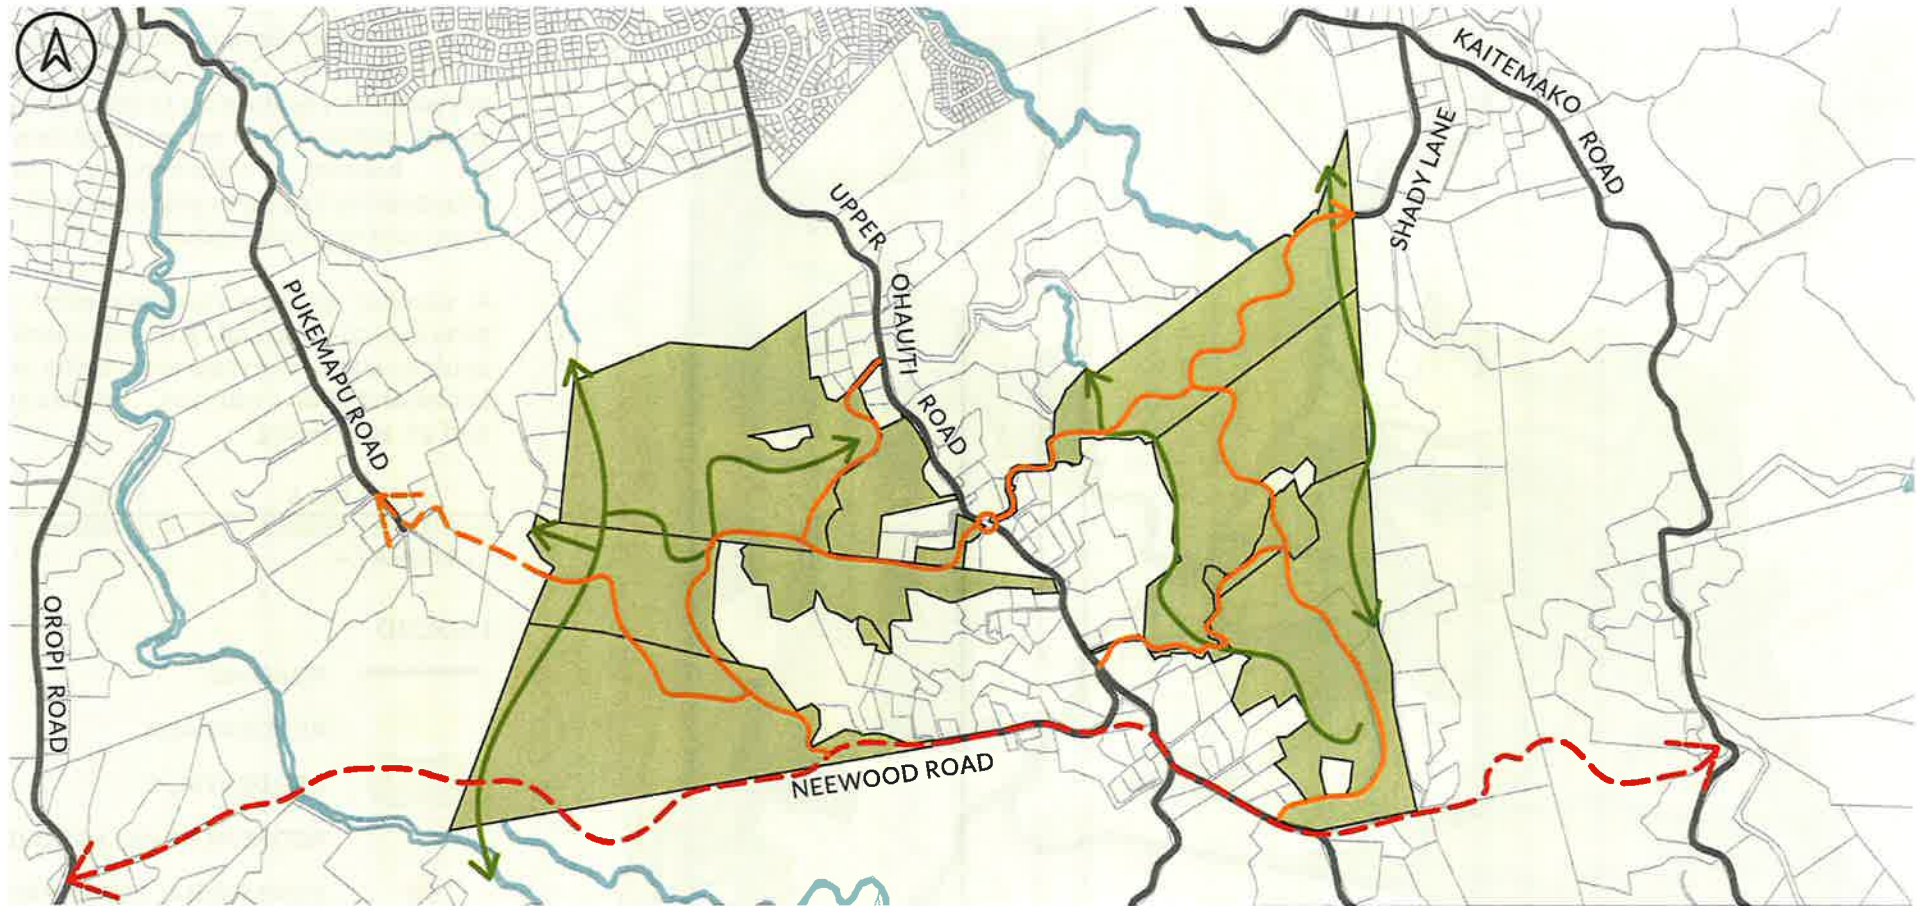 KAITEMAKO ROAD
SHADY LANE
UPPER OHAUITI ROAD
PUKEMAPU ROAD
OROPI ROAD
NEEWOOD ROAD